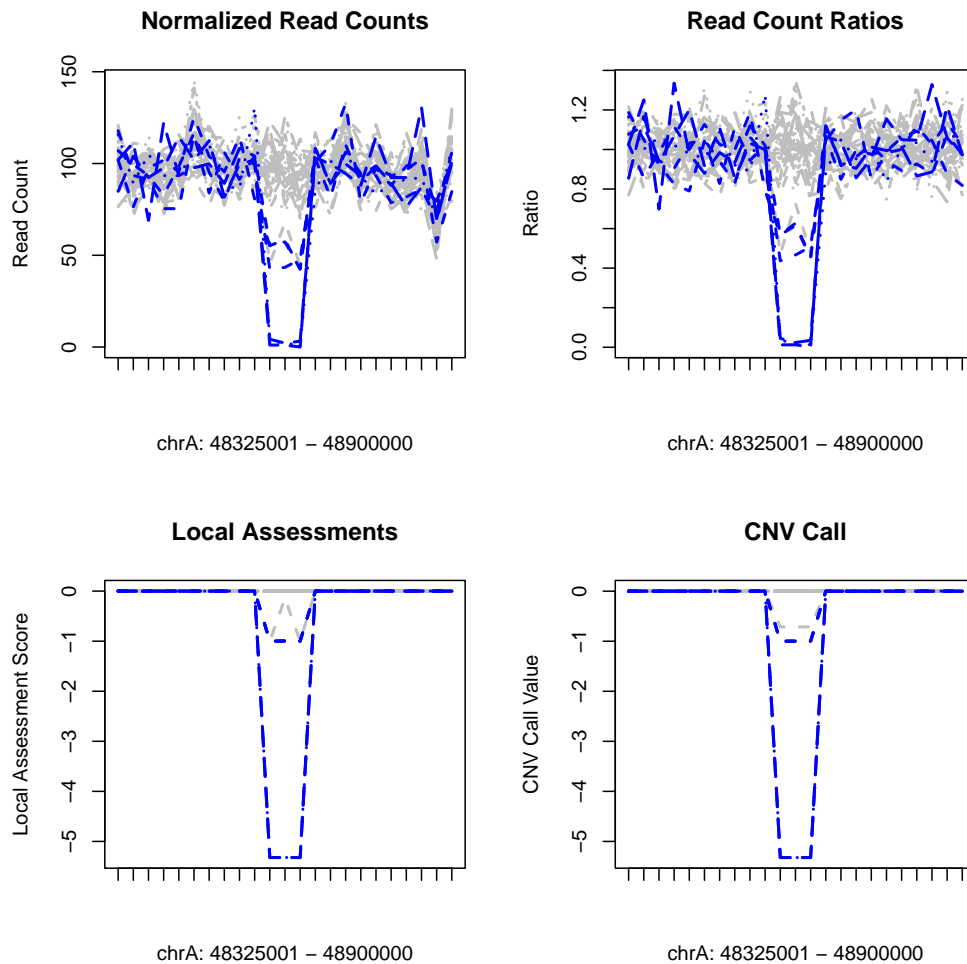 Normalized Read Counts
Read Count
150
100
50
0
chrA: 48325001 − 48900000
Read Count Ratios
Ratio
1.2
0.8
0.4
0.0
chrA: 48325001 − 48900000
Local Assessments
Local Assessment Score
0
−1
−2
−3
−4
−5
chrA: 48325001 − 48900000
CNV Call
CNV Call Value
0
−1
−2
−3
−4
−5
chrA: 48325001 − 48900000